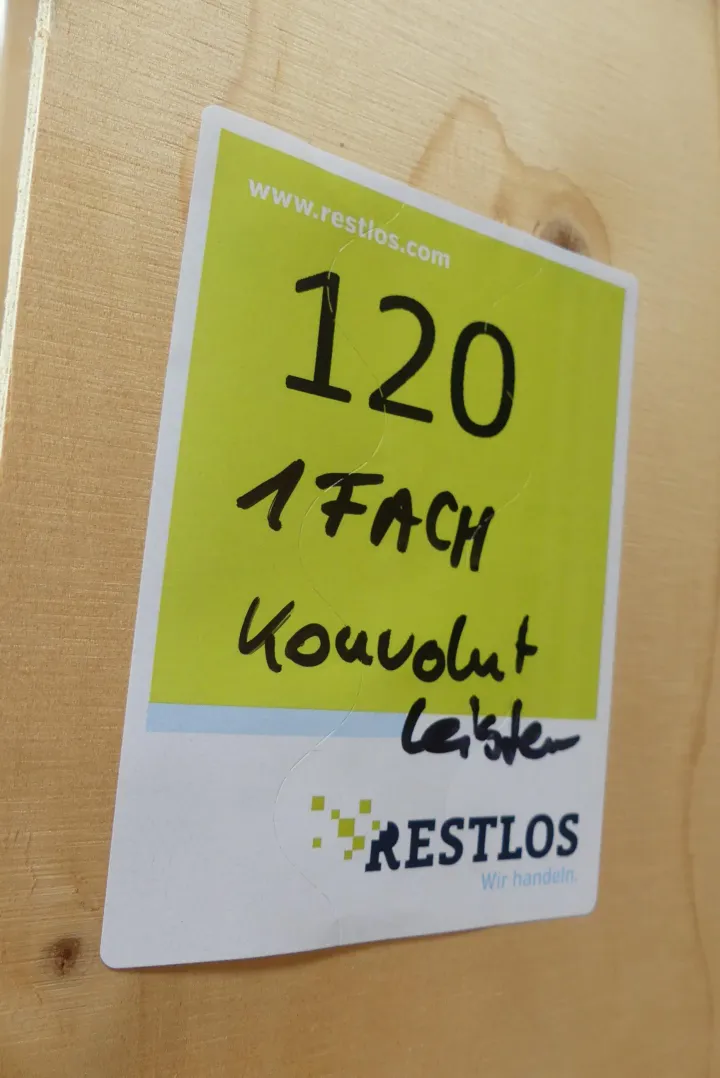 www.restlos.com
120
1 FACH
Konvolut
Leisten
RESTLOS
Wir handeln.